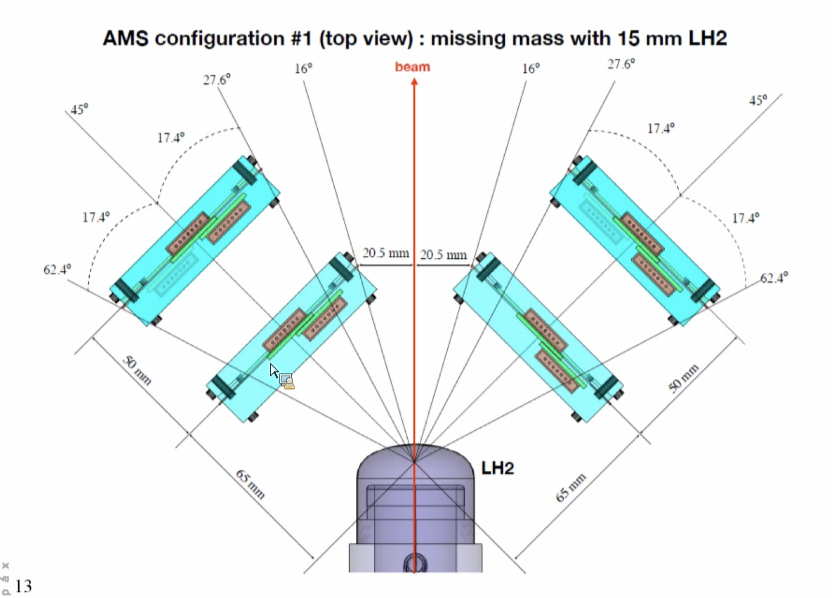 AMS configuration #1 (top view) : missing mass with 15 mm LH2
beam
16°
16°
27.6°
27.6°
45°
45°
17.4°
17.4°
17.4°
17.4°
62.4°
62.4°
20.5 mm
20.5 mm
50 mm
50 mm
65 mm
65 mm
LH2
13